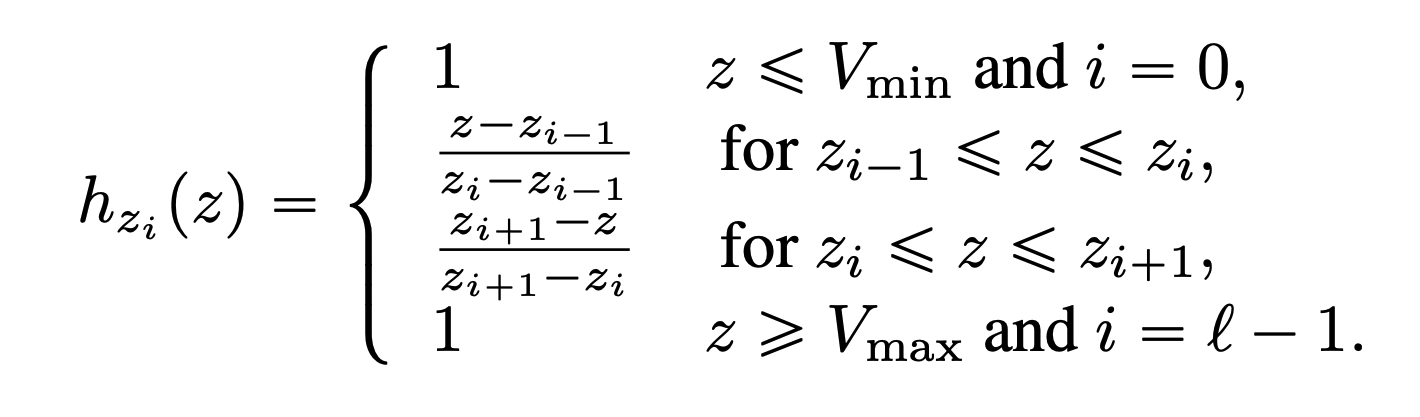 h_{z_i}(z) = \begin{cases} 1 & z \leqslant V_{\min} \text{ and } i = 0, \\
\frac{z - z_{i-1}}{z_i - z_{i-1}} & \text{for } z_{i-1} \leqslant z \leqslant z_i, \\
\frac{z_{i+1} - z}{z_{i+1} - z_i} & \text{for } z_i \leqslant z \leqslant z_{i+1}, \\
1 & z \geqslant V_{\max} \text{ and } i = \ell - 1. \end{cases}